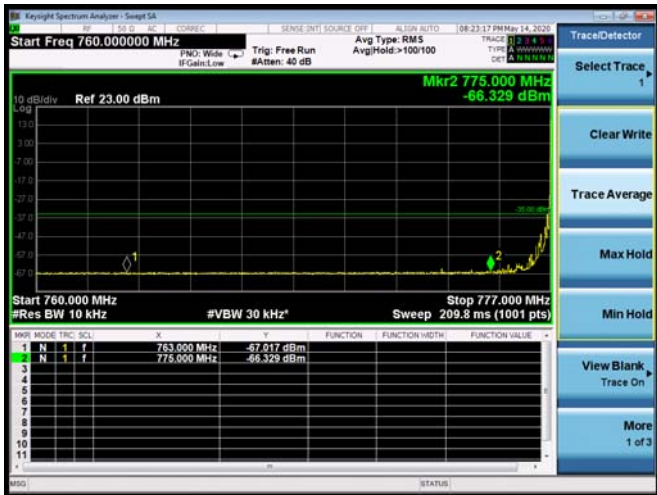 Keysight Spectrum Analyzer - Swept SA
RF 50 Ω AC CORREC SENSE:INT SOURCE OFF ALIGN AUTO 08:23:17 PM May 14, 2020
Start Freq 760.000000 MHz
PNO: Wide
IFGain:Low
Trig: Free Run
#Atten: 40 dB
Avg Type: RMS
Avg|Hold:>100/100
TRACE 1 2 3 4 5 6
TYPE A WWWWW
DET A N N N N N
Mkr2 775.000 MHz
-66.329 dBm
10 dB/div Ref 23.00 dBm
Log
13.0
3.00
-7.00
-17.0
-27.0
-35.00 dBm
-37.0
-47.0
-57.0
-67.0
1
2
Start 760.000 MHz Stop 777.000 MHz
#Res BW 10 kHz #VBW 30 kHz* Sweep 209.8 ms (1001 pts)
MKR MODE TRC SCL X Y FUNCTION FUNCTION WIDTH FUNCTION VALUE
1 N 1 f 763.000 MHz -67.017 dBm
2 N 1 f 775.000 MHz -66.329 dBm
3
4
5
6
7
8
9
10
11
MSG STATUS
Trace/Detector
Select Trace
1
Clear Write
Trace Average
Max Hold
Min Hold
View Blank
Trace On
More
1 of 3